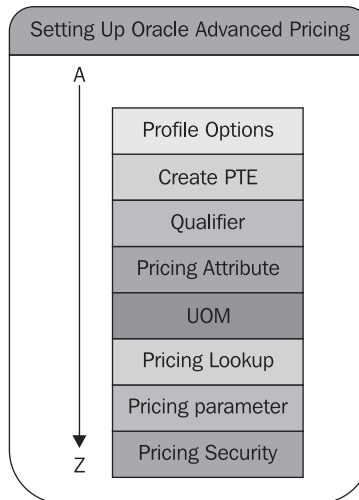 Setting Up Oracle Advanced Pricing
A
Profile Options
Create PTE
Qualifier
Pricing Attribute
UOM
Pricing Lookup
Pricing parameter
Pricing Security
Z